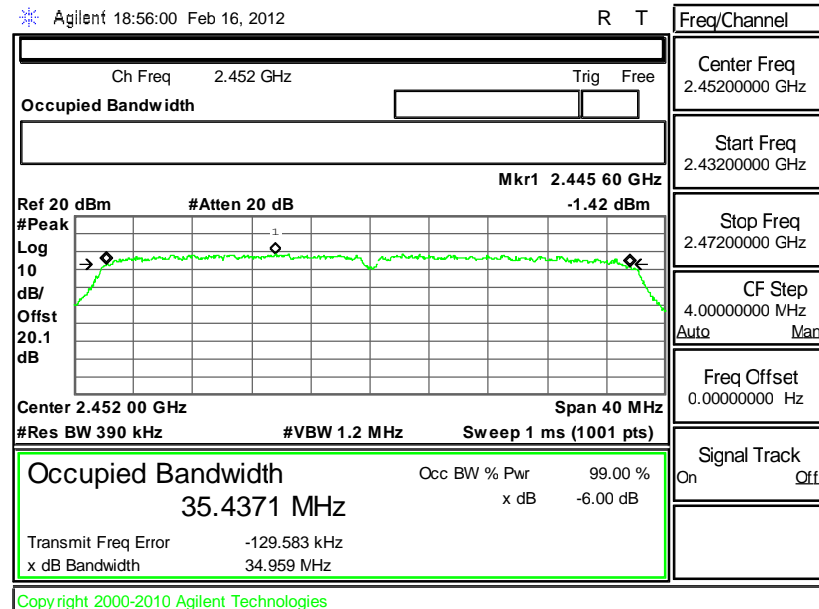 Agilent 18:56:00 Feb 16, 2012 R T
Ch Freq 2.452 GHz Trig Free
Occupied Bandwidth
Mkr1 2.445 60 GHz
Ref 20 dBm #Atten 20 dB -1.42 dBm
#Peak
Log
10
dB/
Offst
20.1
dB
1
Center 2.452 00 GHz Span 40 MHz
#Res BW 390 kHz #VBW 1.2 MHz Sweep 1 ms (1001 pts)
Occupied Bandwidth Occ BW % Pwr 99.00 %
35.4371 MHz x dB -6.00 dB
Transmit Freq Error -129.583 kHz
x dB Bandwidth 34.959 MHz
Copyright 2000-2010 Agilent Technologies
Freq/Channel
Center Freq
2.45200000 GHz
Start Freq
2.43200000 GHz
Stop Freq
2.47200000 GHz
CF Step
4.00000000 MHz
Auto Man
Freq Offset
0.00000000 Hz
Signal Track
On Off